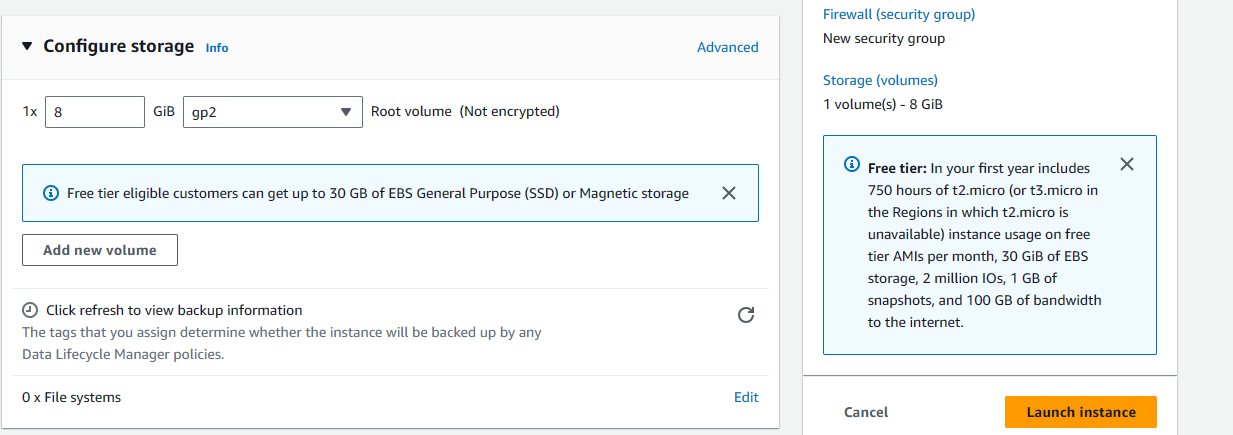 Configure storage Info
Advanced
1x 8 GiB gp2 Root volume (Not encrypted)
Free tier eligible customers can get up to 30 GB of EBS General Purpose (SSD) or Magnetic storage
Add new volume
Click refresh to view backup information
The tags that you assign determine whether the instance will be backed up by any
Data Lifecycle Manager policies.
0 x File systems
Edit
Firewall (security group)
New security group
Storage (volumes)
1 volume(s) - 8 GiB
Free tier: In your first year includes
750 hours of t2.micro (or t3.micro in
the Regions in which t2.micro is
unavailable) instance usage on free
tier AMIs per month, 30 GiB of EBS
storage, 2 million IOs, 1 GB of
snapshots, and 100 GB of bandwidth
to the internet.
Cancel
Launch instance